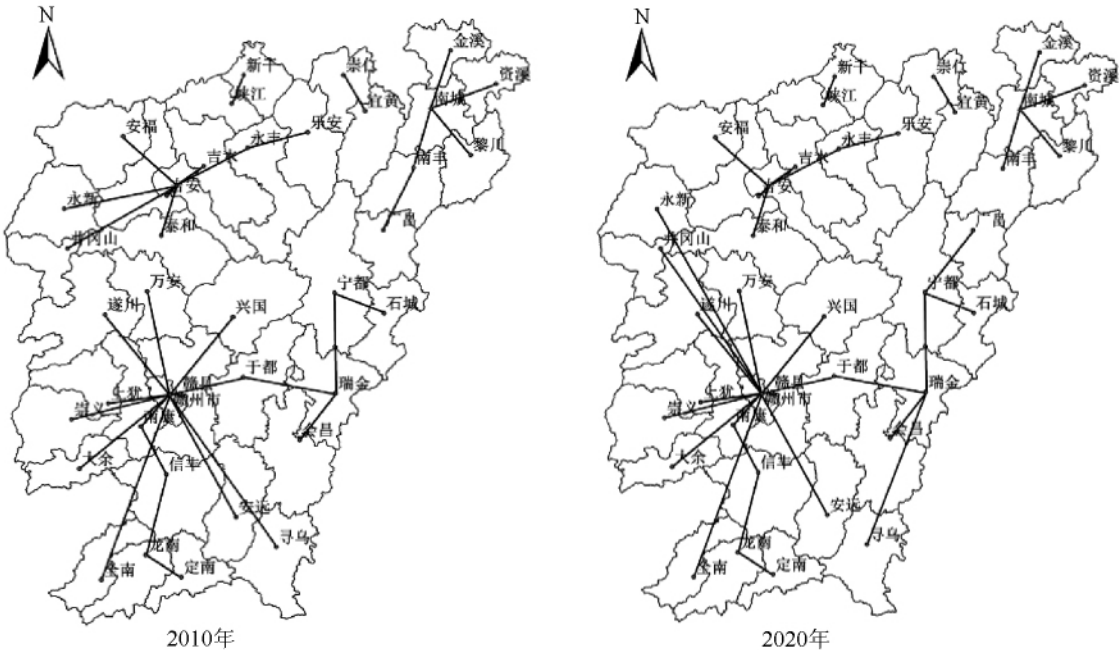 N
金溪
新干
崇仁
资溪
峡江
南城
宜黄
安福
永丰
乐安
黎川
吉水
南丰
吉安
永新
泰和
井冈山
万安
宁都
遂川
兴国
石城
于都
赣县
瑞金
上犹
赣州市
崇义
南康
会昌
大余
信丰
安远
寻乌
龙南
全南
定南
2010年
N
金溪
新干
崇仁
资溪
峡江
南城
宜黄
安福
永丰
乐安
黎川
吉水
南丰
吉安
永新
泰和
井冈山
万安
宁都
遂川
兴国
石城
于都
赣县
瑞金
上犹
赣州市
崇义
南康
会昌
大余
信丰
安远
寻乌
龙南
全南
定南
2020年